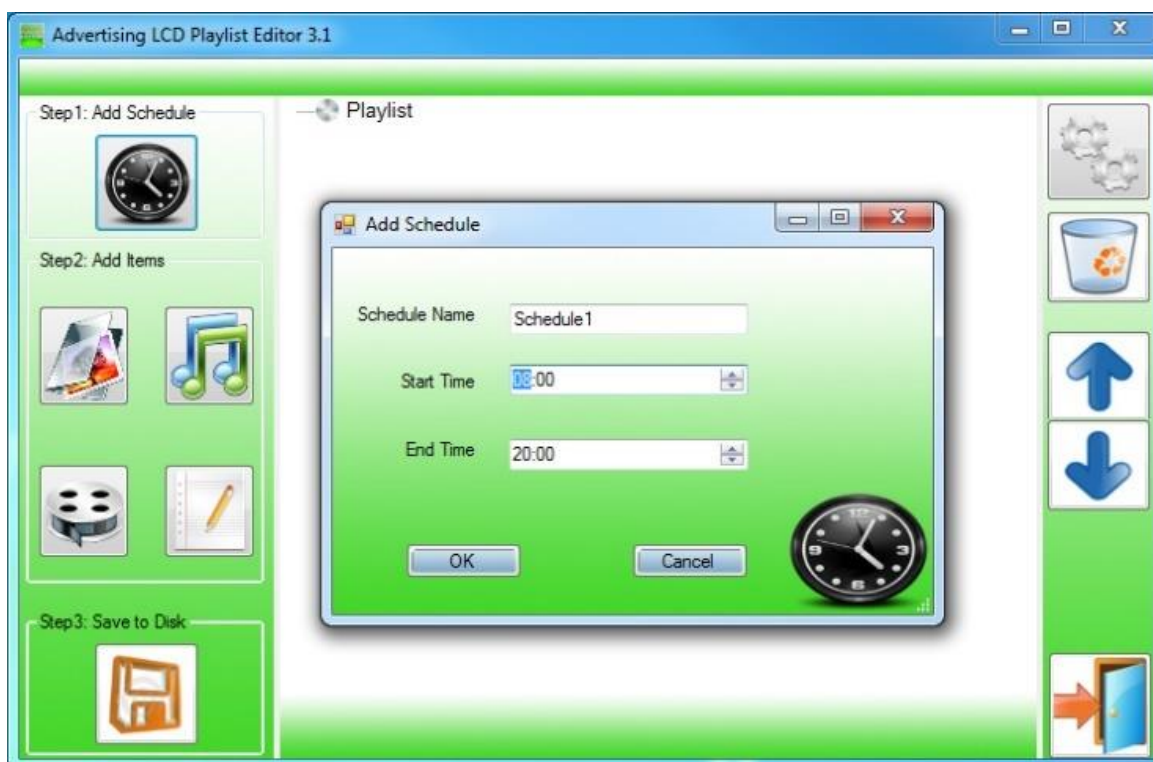 Advertising LCD Playlist Editor 3.1
Step1: Add Schedule
Playlist
Add Schedule
Step2: Add Items
Schedule Name
Schedule1
Start Time
08:00
End Time
20:00
OK
Cancel
Step3: Save to Disk